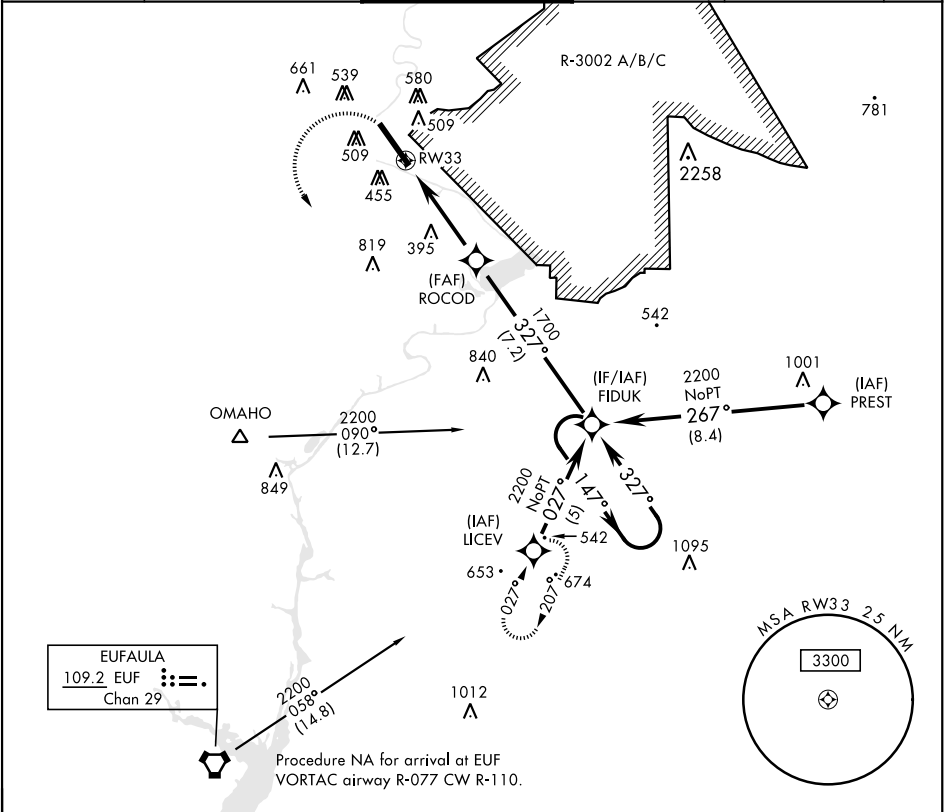 R-3002 A/B/C
661
539
580
509
781
509
RW33
2258
455
819
395
(FAF)
ROCOD
1700
327°
(7.2)
542
840
1001
(IF/IAF)
FIDUK
2200
NoPT
267°
(8.4)
(IAF)
PREST
OMAHO
2200
090°
(12.7)
849
2200
NoPT
027°
(5)
147°
327°
(IAF)
LICEV
542
1095
653
674
027°
207°
MSA RW33 25 NM
3300
EUFAULA
109.2 EUF
Chan 29
2200
058°
(14.8)
1012
Procedure NA for arrival at EUF
VORTAC airway R-077 CW R-110.